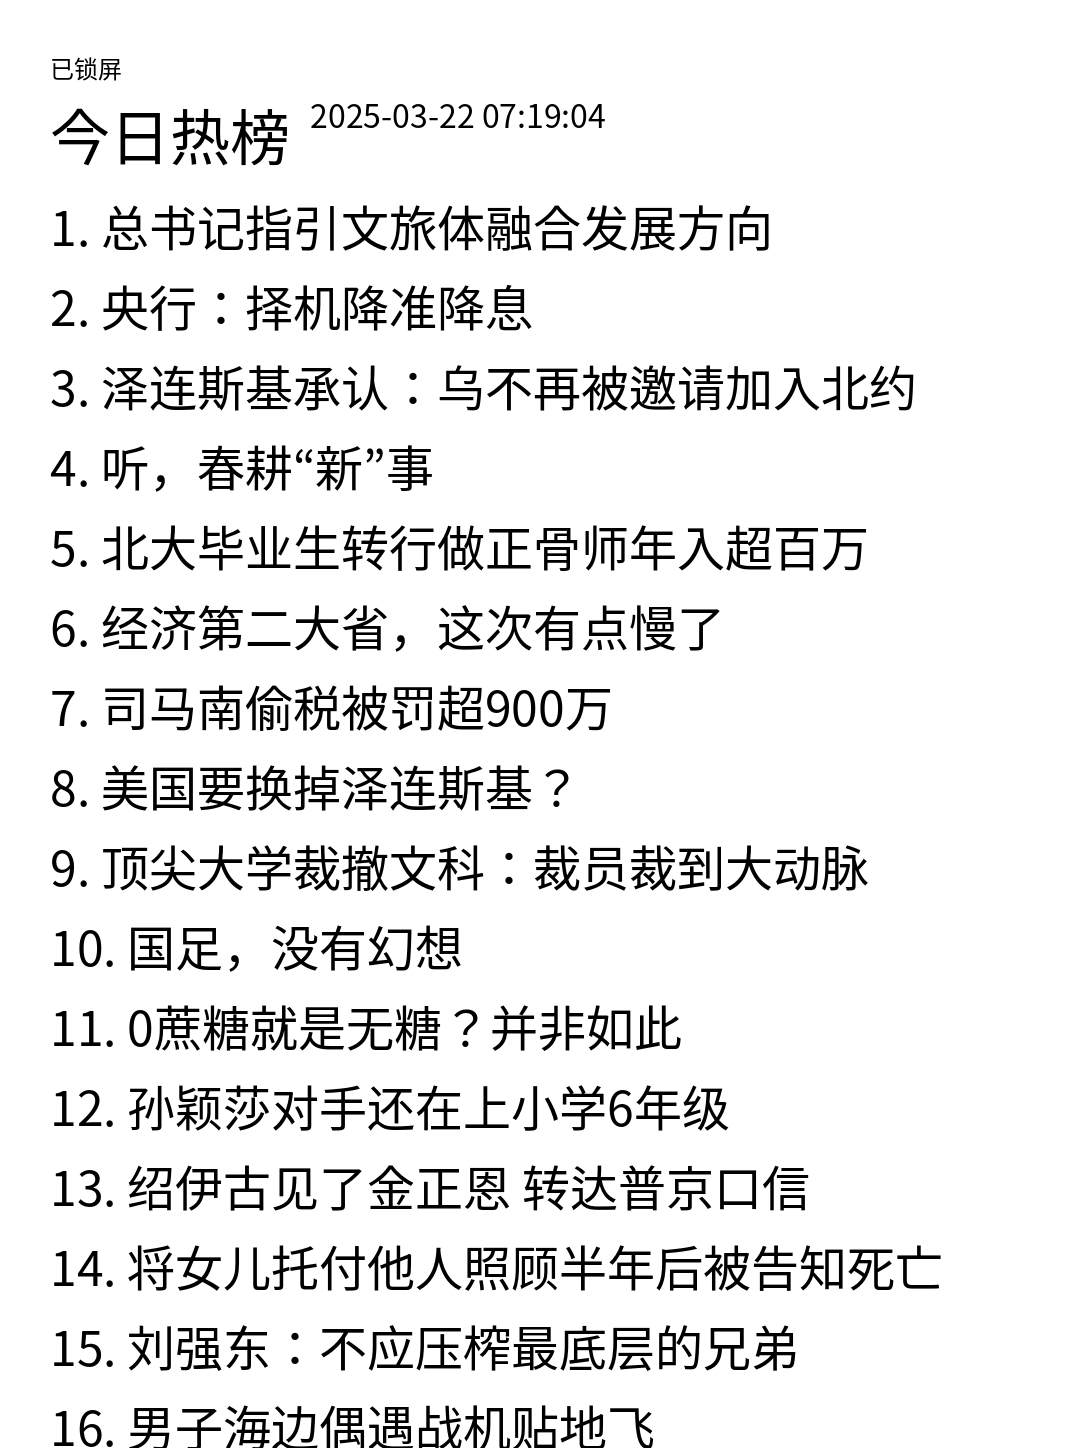 已锁屏
今日热榜 2025-03-22 07:19:04
1. 总书记指引文旅体融合发展方向
2. 央行：择机降准降息
3. 泽连斯基承认：乌不再被邀请加入北约
4. 听，春耕“新”事
5. 北大毕业生转行做正骨师年入超百万
6. 经济第二大省，这次有点慢了
7. 司马南偷税被罚超900万
8. 美国要换掉泽连斯基？
9. 顶尖大学裁撤文科：裁员裁到大动脉
10. 国足，没有幻想
11. 0蔗糖就是无糖？并非如此
12. 孙颖莎对手还在上小学6年级
13. 绍伊古见了金正恩 转达普京口信
14. 将女儿托付他人照顾半年后被告知死亡
15. 刘强东：不应压榨最底层的兄弟
16. 男子海边偶遇战机贴地飞